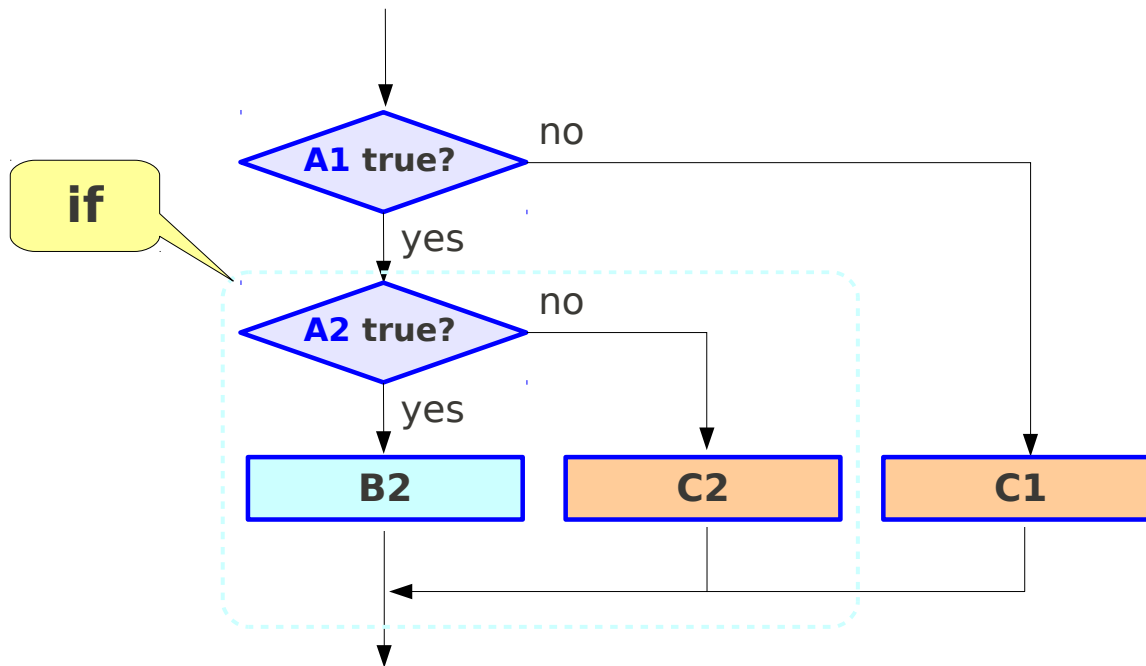 no
A1 true?
if
yes
no
A2 true?
yes
B2
C2
C1